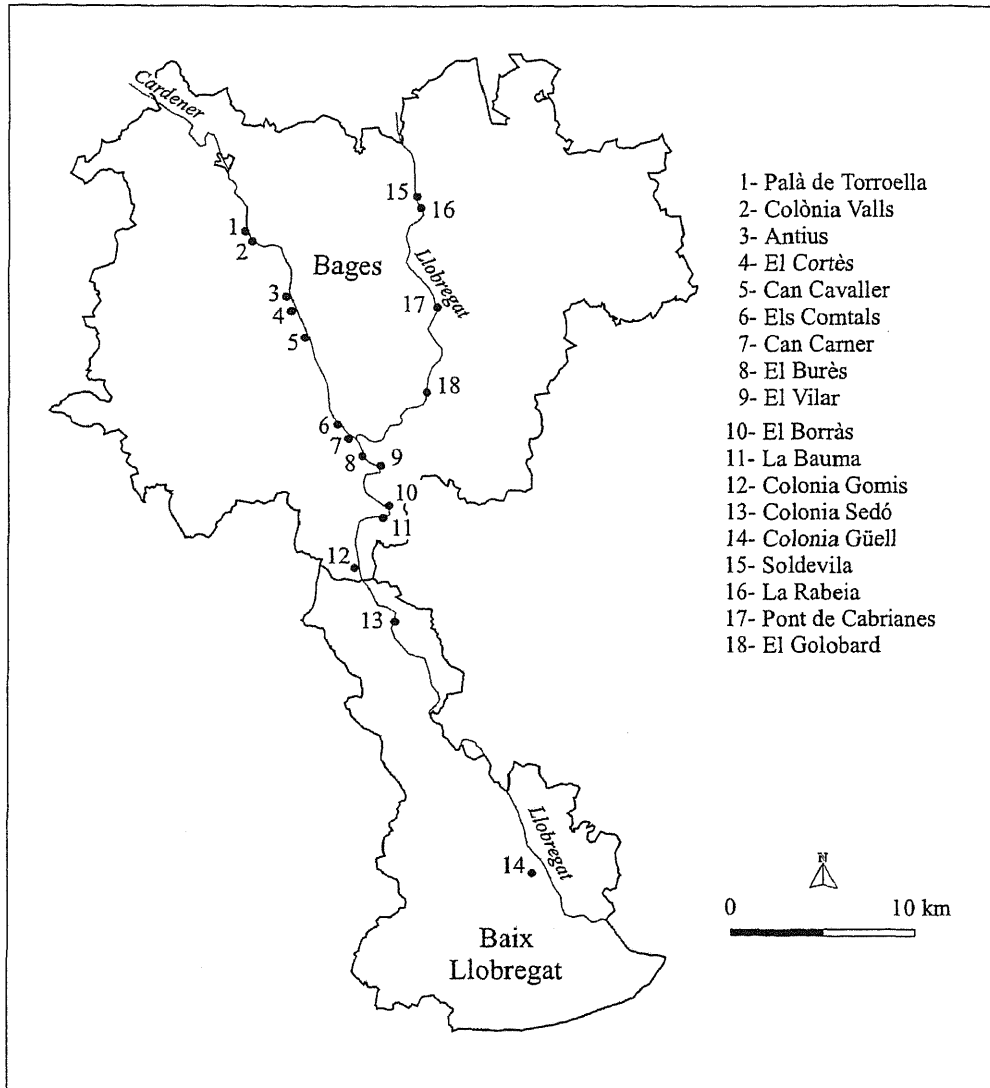 Cardener
15
16
1
2
Bages
Llobregat
3
4
17
5
18
6
7
8
9
10
11
12
13
Llobregat
14
Baix
Llobregat
1- Palà de Torroella
2- Colònia Valls
3- Antius
4- El Cortès
5- Can Cavaller
6- Els Comtals
7- Can Carner
8- El Burès
9- El Vilar
10- El Borràs
11- La Bauma
12- Colonia Gomis
13- Colonia Sedó
14- Colonia Güell
15- Soldevila
16- La Rabeia
17- Pont de Cabrianes
18- El Golobard
N
0 10 km